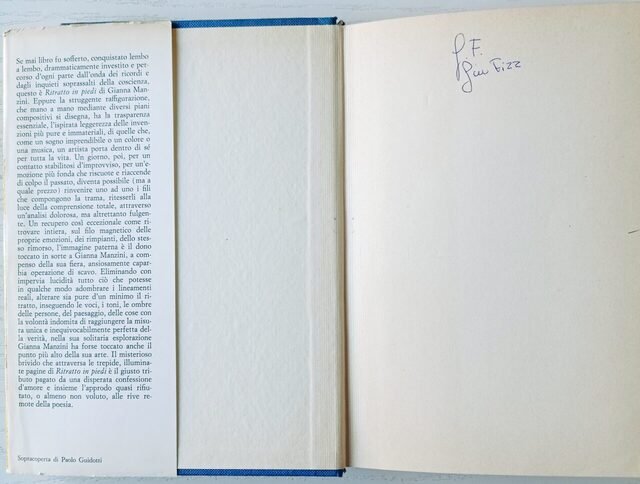 Se mai libro fu sofferto, conquistato lembo
a lembo, drammaticamente investito e per-
corso d'ogni parte dall'onda dei ricordi e
dagli inquieti soprassalti della coscienza,
questo è Ritratto in piedi di Gianna Man-
zini. Eppure la struggente raffigurazione,
che mano a mano mediante diversi piani
compositivi si disegna, ha la trasparenza
essenziale, l'ispirata leggerezza delle inven-
zioni più pure e immateriali, di quelle che,
come un sogno imprendibile o un colore o
una musica, un artista porta dentro di sé
per tutta la vita. Un giorno, poi, per un
contatto stabilitosi d'improvviso, per un'e-
mozione più fonda che riscuote e riaccende
di colpo il passato, diventa possibile (ma a
quale prezzo) rinvenire uno ad uno i fili
che compongono la trama, ritesserli alla
luce della comprensione totale, attraverso
un'analisi dolorosa, ma altrettanto fulgen-
te. Un recupero così eccezionale come ri-
trovare intiera, sul filo magnetico delle
proprie emozioni, dei rimpianti, dello stes-
so rimorso, l'immagine paterna è il dono
toccato in sorte a Gianna Manzini, a com-
penso della sua fiera, ansiosamente capar-
bia operazione di scavo. Eliminando con
impervia lucidità tutto ciò che potesse
in qualche modo adombrare i lineamenti
reali, alterare sia pure d'un minimo il ri-
tratto, inseguendo le voci, i toni, le ombre
delle persone, del paesaggio, delle cose con
la volontà indomita di raggiungere la misu-
ra unica e inequivocabilmente perfetta del-
la verità, nella sua solitaria esplorazione
Gianna Manzini ha forse toccato anche il
punto più alto della sua arte. Il misterioso
brivido che attraversa le trepide, illumina-
te pagine di Ritratto in piedi è il giusto tri-
buto pagato da una disperata confessione
d'amore e insieme l'approdo quasi rifiu-
tato, o almeno non voluto, alle rive re-
mote della poesia.
Sopracoperta di Paolo Guidotti
F.